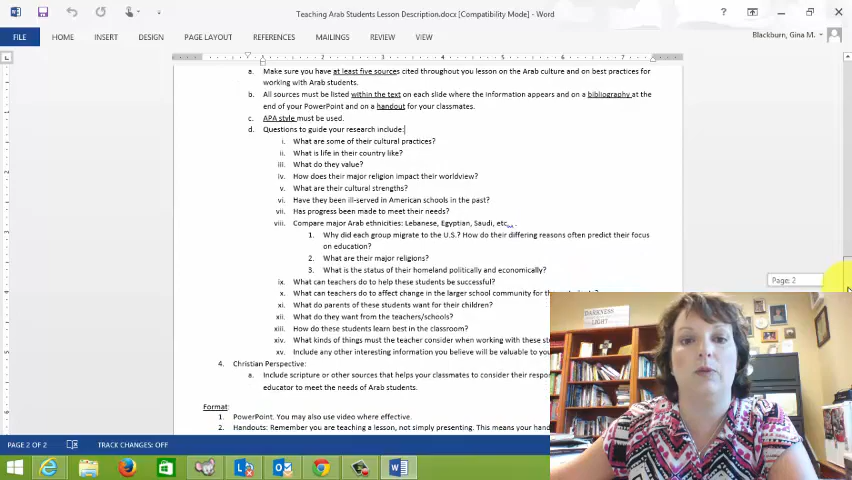 Teaching Arab Students Lesson Description.docx [Compatibility Mode] - Word
FILE HOME INSERT DESIGN PAGE LAYOUT REFERENCES MAILINGS REVIEW VIEW Blackburn, Gina M.
a. Make sure you have at least five sources cited throughout you lesson on the Arab culture and on best practices for
working with Arab students.
b. All sources must be listed within the text on each slide where the information appears and on a bibliography at the
end of your PowerPoint and on a handout for your classmates.
c. APA style must be used.
d. Questions to guide your research include:
i. What are some of their cultural practices?
ii. What is life in their country like?
iii. What do they value?
iv. How does their major religion impact their worldview?
v. What are their cultural strengths?
vi. Have they been ill-served in American schools in the past?
vii. Has progress been made to meet their needs?
viii. Compare major Arab ethnicities: Lebanese, Egyptian, Saudi, etc.
1. Why did each group migrate to the U.S.? How do their differing reasons often predict their focus
on education?
2. What are their major religions?
3. What is the status of their homeland politically and economically?
Page: 2
ix. What can teachers do to help these students be successful?
x. What can teachers do to affect change in the larger school community for
xi. What do parents of these students want for their children?
xii. What do they want from the teachers/schools?
xiii. How do these students learn best in the classroom?
xiv. What kinds of things must the teacher consider when working with these
xv. Include any other interesting information you believe will be valuable to
4. Christian Perspective:
a. Include scripture or other sources that helps your classmates to consider their
educator to meet the needs of Arab students.
Format:
1. PowerPoint. You may also use video where effective.
2. Handouts: Remember you are teaching a lesson, not simply presenting. This means your
DARKNESS
LIGHT
PAGE 2 OF 2 TRACK CHANGES: OFF